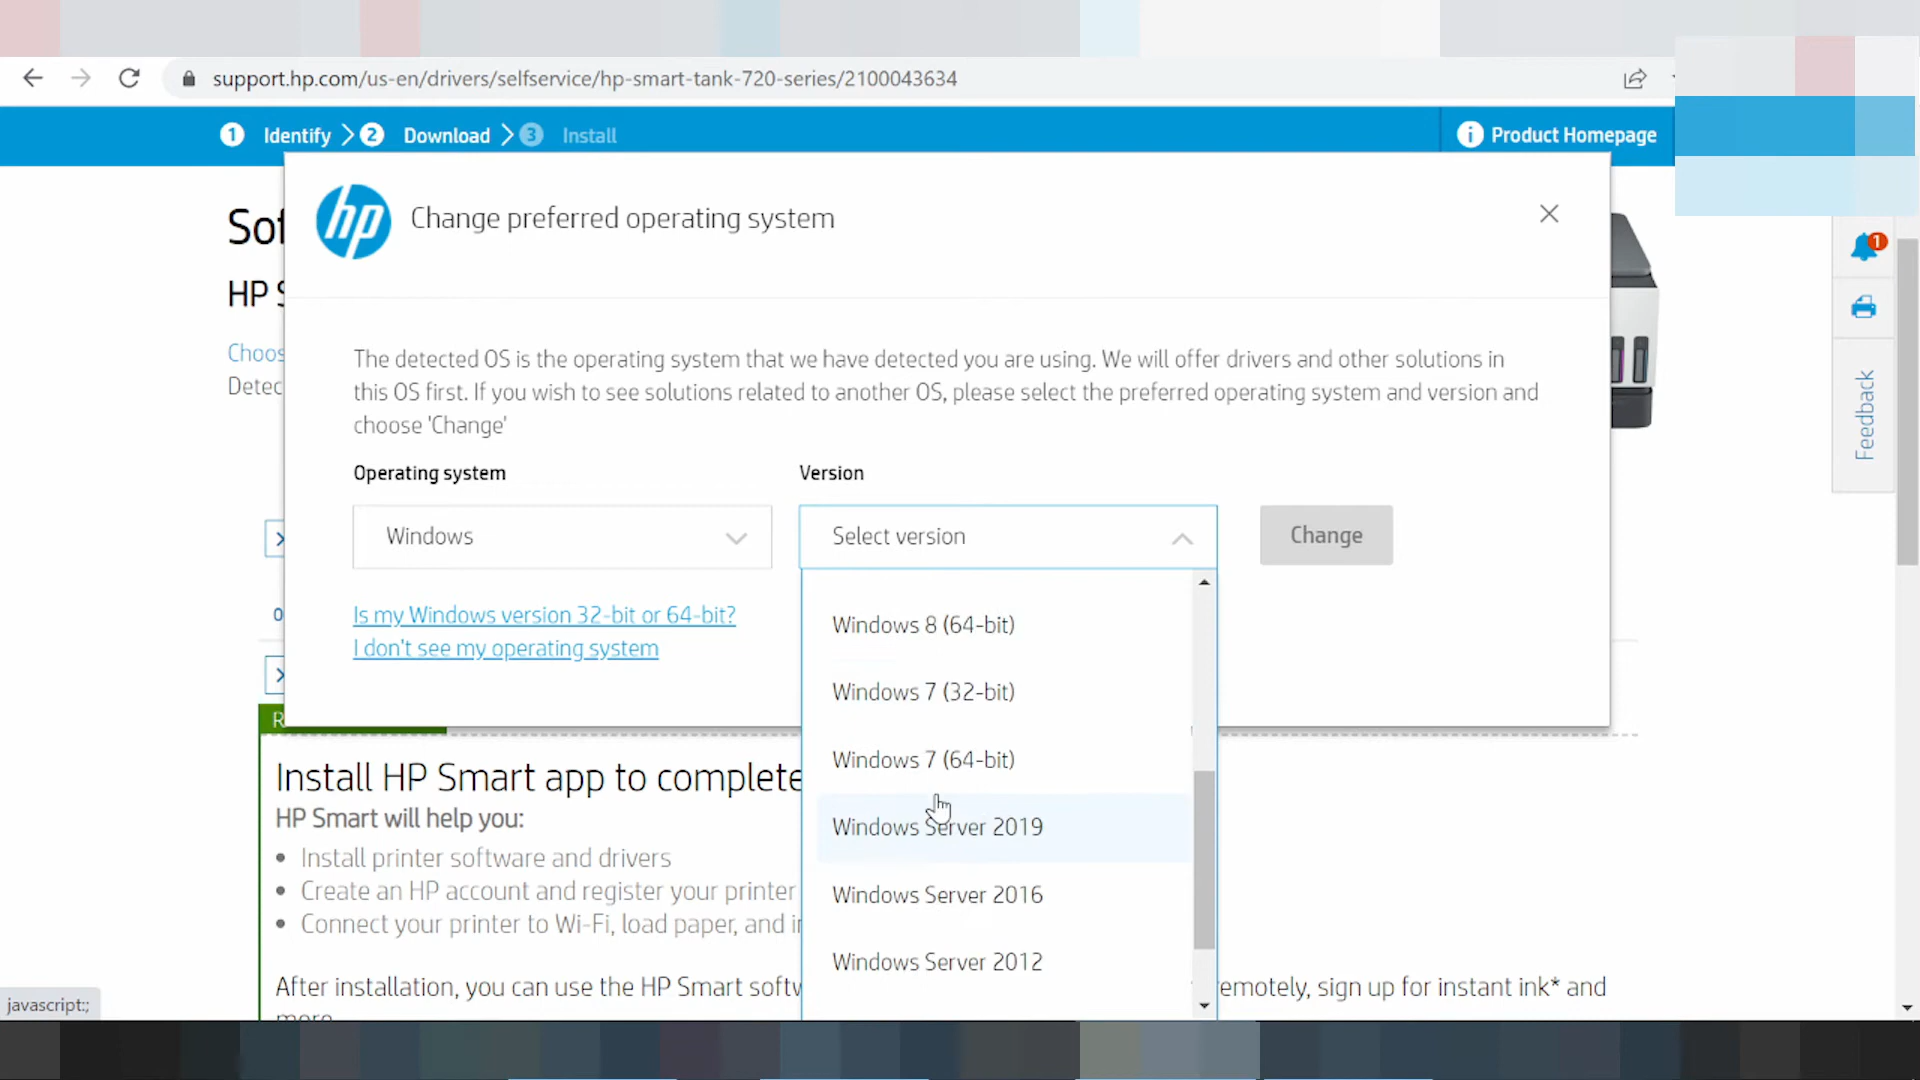 support.hp.com/us-en/drivers/selfservice/hp-smart-tank-720-series/2100043634
1 Identify 2 Download 3 Install
Product Homepage
Sof
hp Change preferred operating system
1
HP S
Choos
Detec
The detected OS is the operating system that we have detected you are using. We will offer drivers and other solutions in
this OS first. If you wish to see solutions related to another OS, please select the preferred operating system and version and
choose 'Change'
Feedback
Operating system
Version
Windows
Select version
Change
Is my Windows version 32-bit or 64-bit?
I don't see my operating system
Windows 8 (64-bit)
Windows 7 (32-bit)
Windows 7 (64-bit)
Windows Server 2019
Windows Server 2016
Windows Server 2012
Install HP Smart app to complete
HP Smart will help you:
Install printer software and drivers
Create an HP account and register your printer
Connect your printer to Wi-Fi, load paper, and in
After installation, you can use the HP Smart softw
emotely, sign up for instant ink* and
more
javascript:;